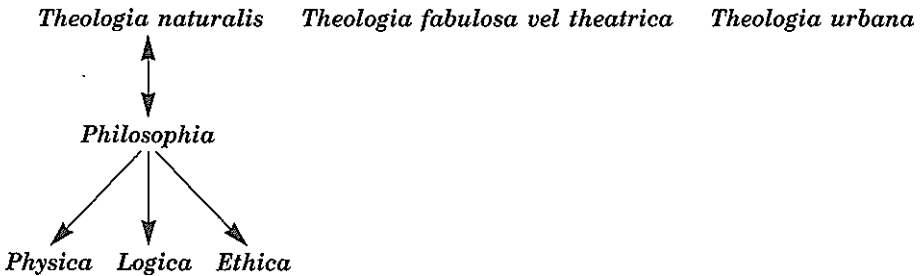 Theologia naturalis Theologia fabulosa vel theatrica Theologia urbana
Philosophia
Physica Logica Ethica